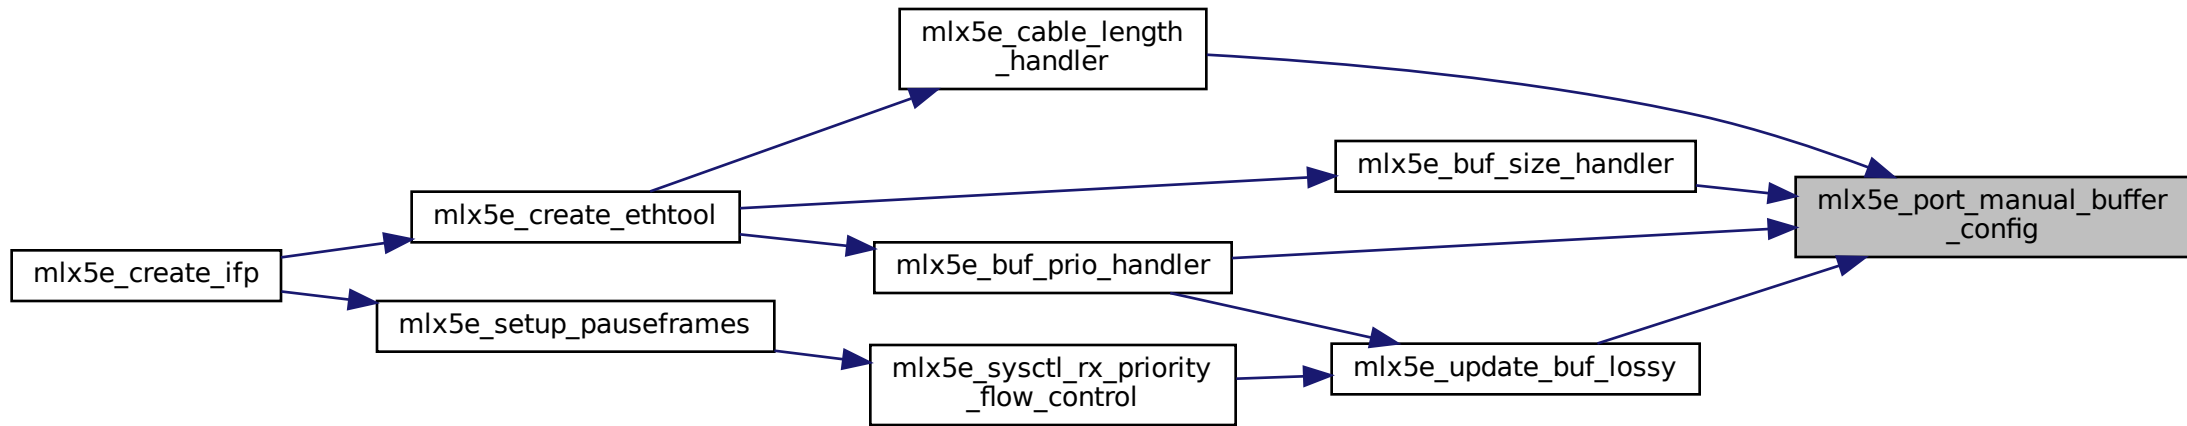 mlx5e_cable_length
_handler
mlx5e_buf_size_handler
mlx5e_port_manual_buffer
_config
mlx5e_create_ethtool
mlx5e_buf_prio_handler
mlx5e_create_ifp
mlx5e_setup_pauseframes
mlx5e_sysctl_rx_priority
_flow_control
mlx5e_update_buf_lossy